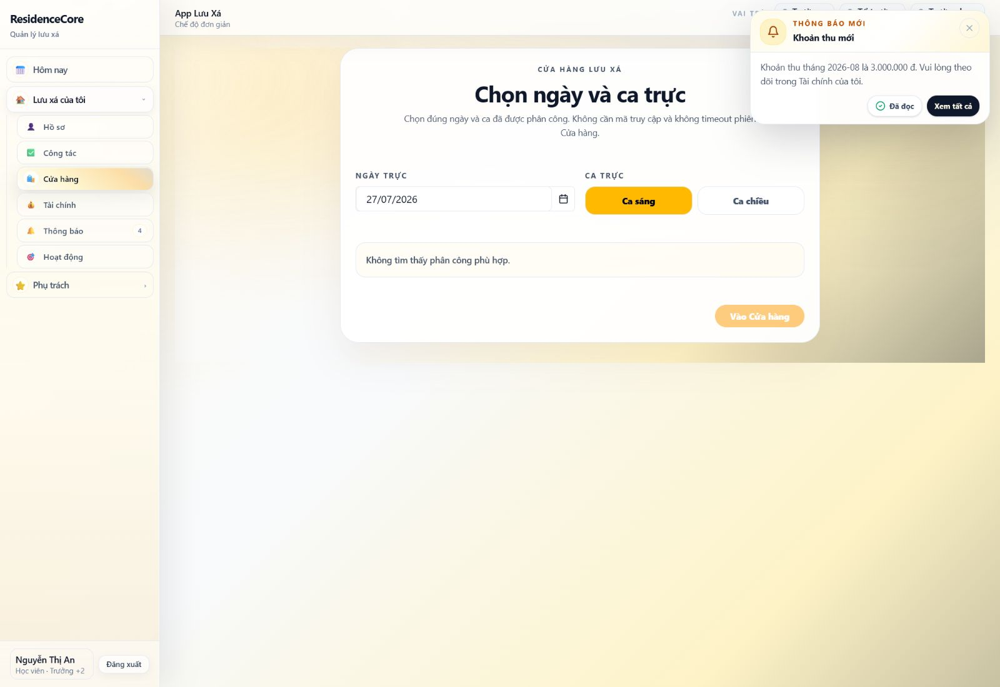 ResidenceCore
Quản lý lưu xá
Hôm nay
Lưu xá của tôi
Hồ sơ
Công tác
Cửa hàng
Tài chính
Thông báo 4
Hoạt động
Phụ trách
Nguyễn Thị An
Học viên · Trưởng +2
Đăng xuất
App Lưu Xá
Chế độ đơn giản
VAI
THÔNG BÁO MỚI
Khoản thu mới
Khoản thu tháng 2026-08 là 3.000.000 đ. Vui lòng theo
dõi trong Tài chính của tôi.
Đã đọc
Xem tất cả
CỬA HÀNG LƯU XÁ
Chọn ngày và ca trực
Chọn đúng ngày và ca đã được phân công. Không cần mã truy cập và không timeout phiên
Cửa hàng.
NGÀY TRỰC
27/07/2026
CA TRỰC
Ca sáng
Ca chiều
Không tìm thấy phân công phù hợp.
Vào Cửa hàng